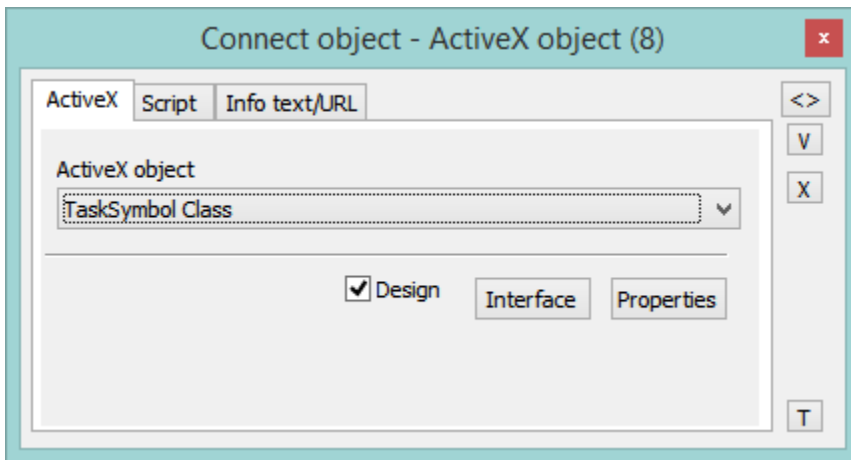 Connect object - ActiveX object (8)
x
ActiveX Script Info text/URL
<>
V
X
ActiveX object
TaskSymbol Class
Design Interface Properties
T